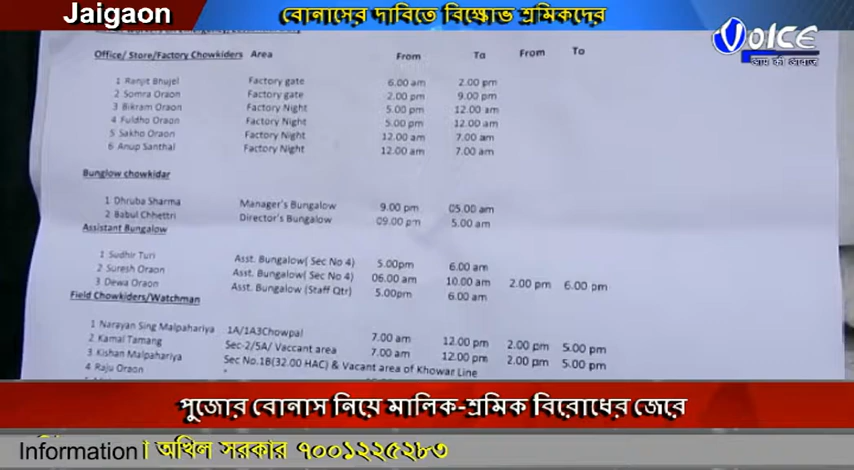 Jaigaon
বোনাসের দাবিতে বিক্ষোভ শ্রমিকদের
VOICE
आम की आवाज
Office/ Store/Factory Chowkiders Area From To From To
1 Ranjit Bhujel Factory gate 6.00 am 2.00 pm
2 Somra Oraon Factory gate 2.00 pm 9.00 pm
3 Bikram Oraon Factory Night 5.00 pm 12.00 am
4 Fuldho Oraon Factory Night 5.00 pm 12.00 am
5 Sakho Oraon Factory Night 12.00 am 7.00 am
6 Anup Santhal Factory Night 12.00 am 7.00 am
Bunglow chowkidar
1 Dhruba Sharma Manager's Bungalow 9.00 pm 05.00 am
2 Babul Chhettri Director's Bungalow 09.00 pm 5.00 am
Assistant Bungalow
1 Sudhir Turi Asst. Bungalow( Sec No 4) 5.00pm 6.00 am
2 Suresh Oraon Asst. Bungalow( Sec No 4) 06.00 am 10.00 am 2.00 pm 6.00 pm
3 Dewa Oraon Asst. Bungalow (Staff Qtr) 5.00pm 6.00 am
Field Chowkiders/Watchman
1 Narayan Sing Malpahariya 1A/1A3Chowpal 7.00 am 12.00 pm 2.00 pm 5.00 pm
2 Kamal Tamang Sec-2/5A/ Vaccant area 7.00 am 12.00 pm 2.00 pm 5.00 pm
3 Kishan Malpahariya Sec No.1B(32.00 HAC) & Vacant area of Khowar Line
4 Raju Oraon "
পুজোর বোনাস নিয়ে মালিক-শ্রমিক বিরোধের জেরে
Information
অখিল সরকার ৭০০১২২৫২৮৩